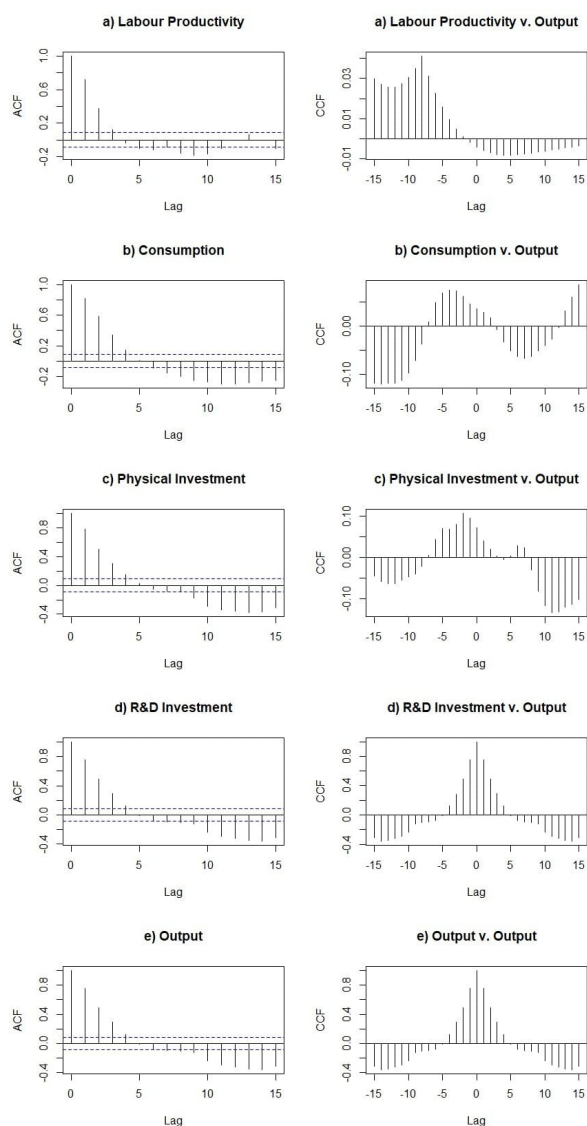 a) Labour Productivity
ACF
1.0
0.6
0.2
-0.2
0 5 10 15
Lag
a) Labour Productivity v. Output
CCF
0.03
0.01
-0.01
-15 -10 -5 0 5 10 15
Lag
b) Consumption
ACF
1.0
0.6
0.2
-0.2
0 5 10 15
Lag
b) Consumption v. Output
CCF
0.00
-0.10
-15 -10 -5 0 5 10 15
Lag
c) Physical Investment
ACF
0.8
0.4
0.0
-0.4
0 5 10 15
Lag
c) Physical Investment v. Output
CCF
0.10
0.00
-0.10
-15 -10 -5 0 5 10 15
Lag
d) R&D Investment
ACF
0.8
0.4
0.0
-0.4
0 5 10 15
Lag
d) R&D Investment v. Output
CCF
0.8
0.4
0.0
-0.4
-15 -10 -5 0 5 10 15
Lag
e) Output
ACF
0.8
0.4
0.0
-0.4
0 5 10 15
Lag
e) Output v. Output
CCF
0.8
0.4
0.0
-0.4
-15 -10 -5 0 5 10 15
Lag